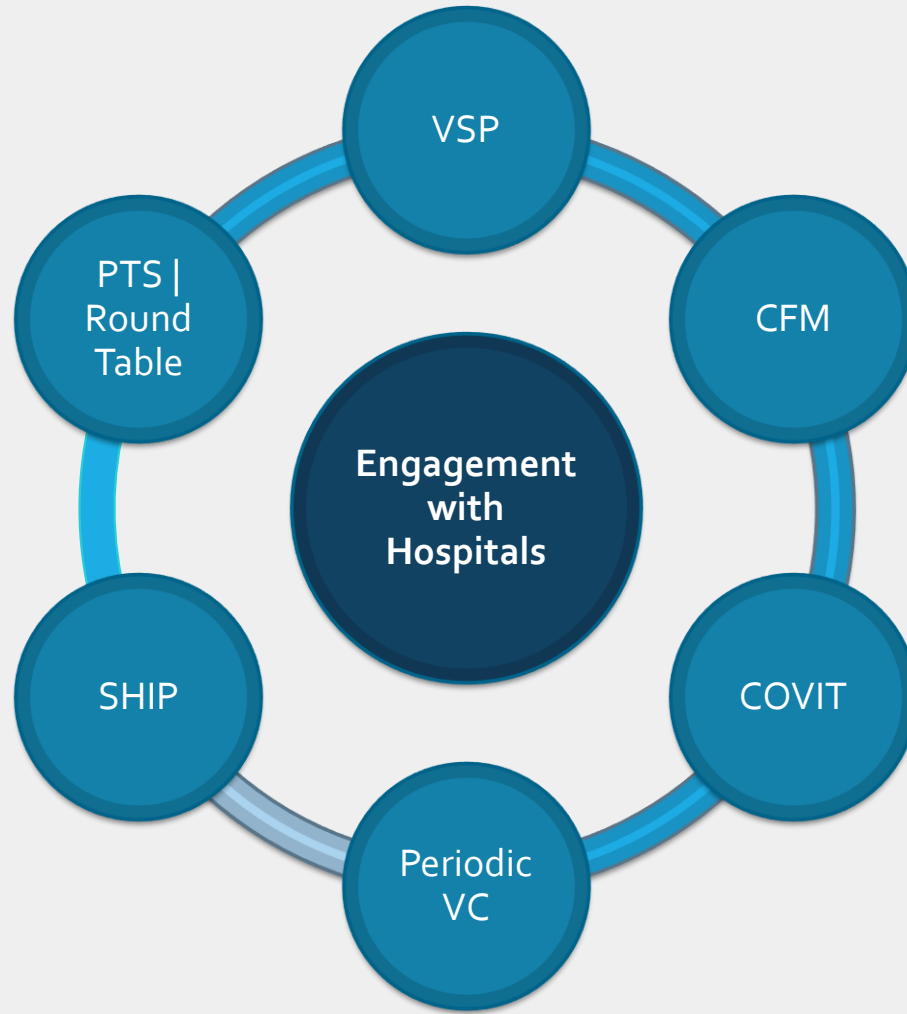 VSP
PTS |
Round
Table
CFM
Engagement
with
Hospitals
SHIP
COVIT
Periodic
VC